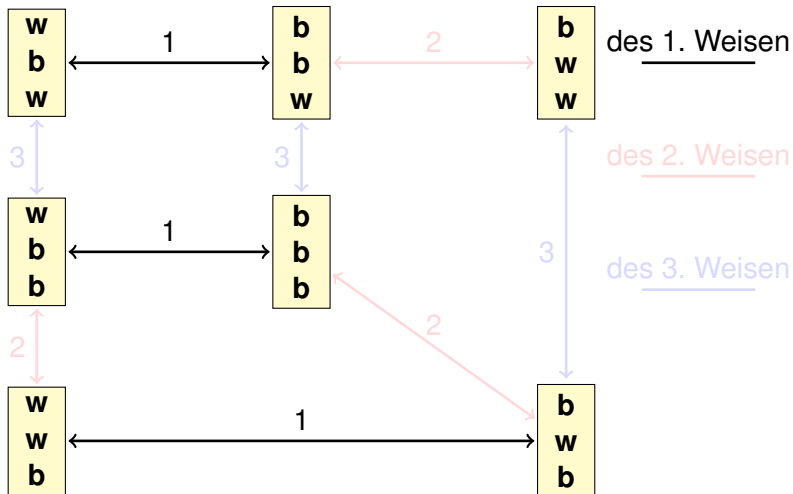 w b b
b 1 b 2 w des 1. Weisen
w w w
des 2. Weisen
3 3
w b
b 1 b 3 des 3. Weisen
b b
2 2
w b
w 1 w
b b